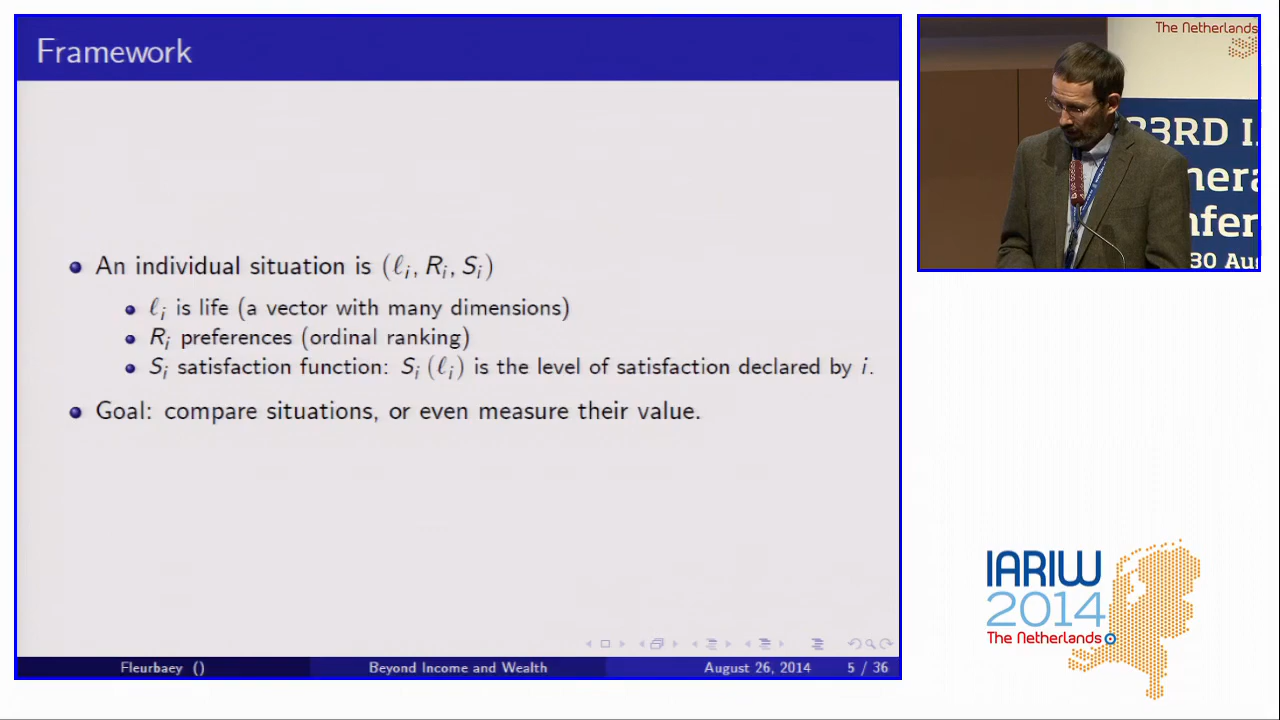 Framework
An individual situation is (ℓᵢ, Rᵢ, Sᵢ)
ℓᵢ is life (a vector with many dimensions)
Rᵢ preferences (ordinal ranking)
Sᵢ satisfaction function: Sᵢ (ℓᵢ) is the level of satisfaction declared by i.
Goal: compare situations, or even measure their value.
Fleurbaey ()
Beyond Income and Wealth
August 26, 2014
5 / 36
The Netherlands
33RD I
nera
nfer
30 Aug
IARIW
2014
The Netherlands